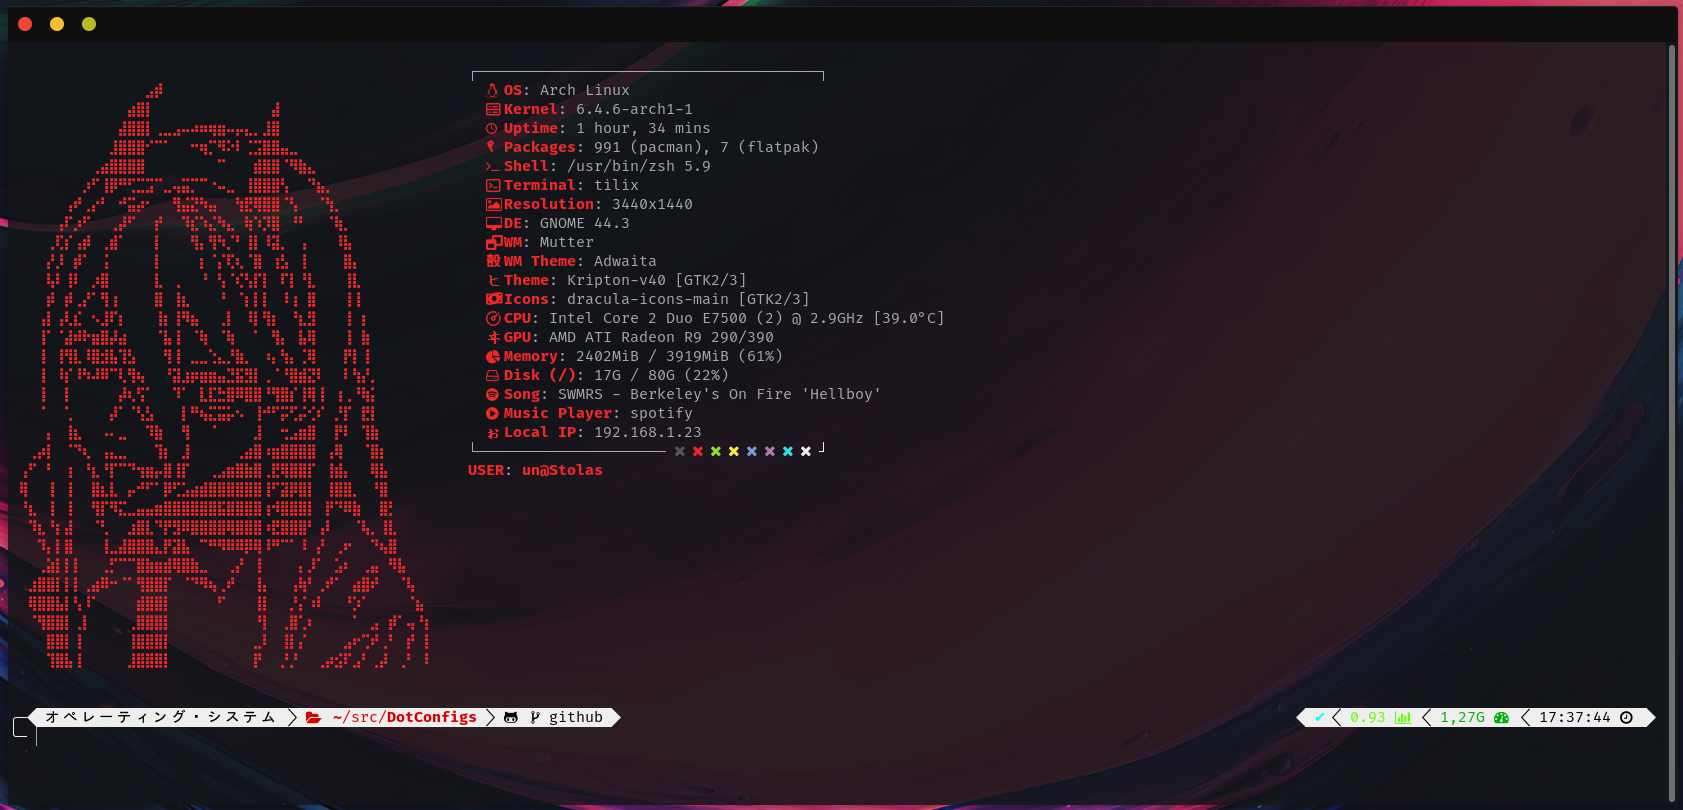 OS: Arch Linux
Kernel: 6.4.6-arch1-1
Uptime: 1 hour, 34 mins
Packages: 991 (pacman), 7 (flatpak)
Shell: /usr/bin/zsh 5.9
Terminal: tilix
Resolution: 3440x1440
DE: GNOME 44.3
WM: Mutter
WM Theme: Adwaita
Theme: Kripton-v40 [GTK2/3]
Icons: dracula-icons-main [GTK2/3]
CPU: Intel Core 2 Duo E7500 (2) @ 2.9GHz [39.0°C]
GPU: AMD ATI Radeon R9 290/390
Memory: 2402MiB / 3919MiB (61%)
Disk (/): 17G / 80G (22%)
Song: SWMRS - Berkeley's On Fire 'Hellboy'
Music Player: spotify
Local IP: 192.168.1.23
USER: un@Stolas
オペレーティング・システム ~/src/DotConfigs github ✔ 0.93 1,27G 17:37:44